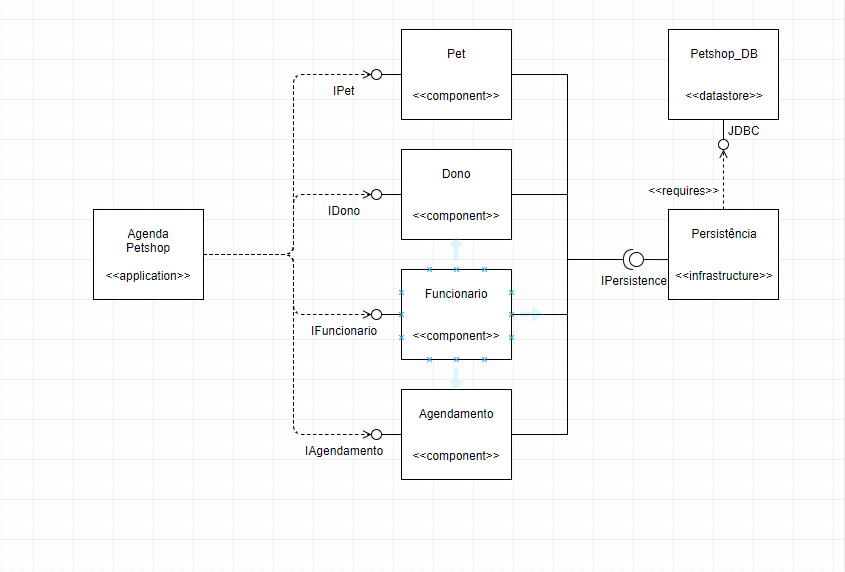 Pet
<<component>>
Petshop_DB
<<datastore>>
IPet
JDBC
Dono
<<component>>
<<requires>>
IDono
Agenda
Petshop
<<application>>
Persistência
<<infrastructure>>
IPersistence
Funcionario
<<component>>
IFuncionario
Agendamento
<<component>>
IAgendamento